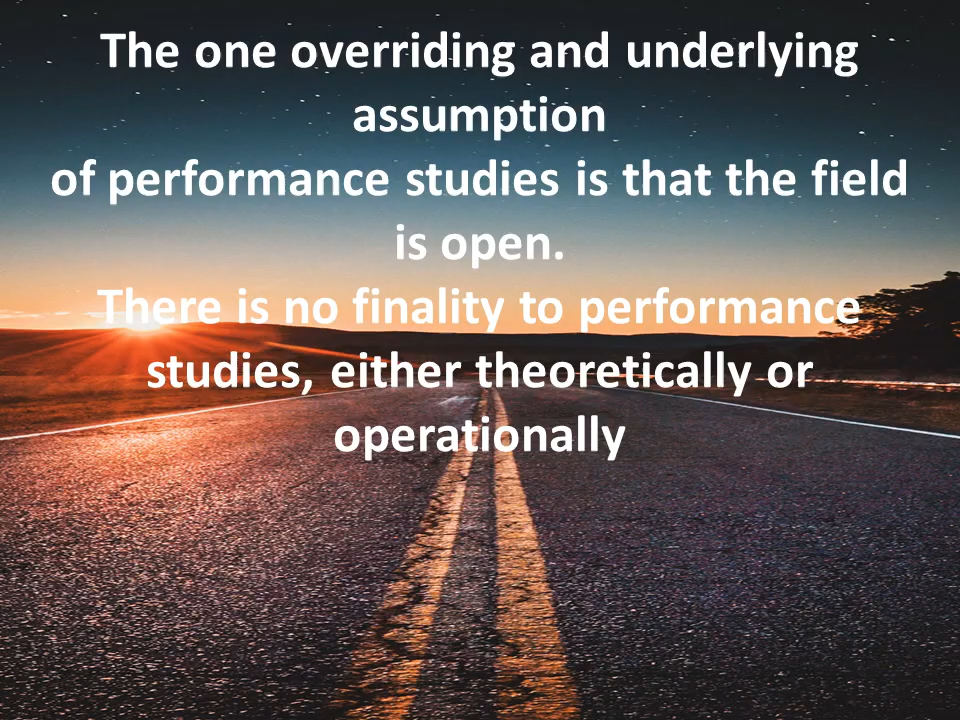 The one overriding and underlying
assumption
of performance studies is that the field
is open.
There is no finality to performance
studies, either theoretically or
operationally